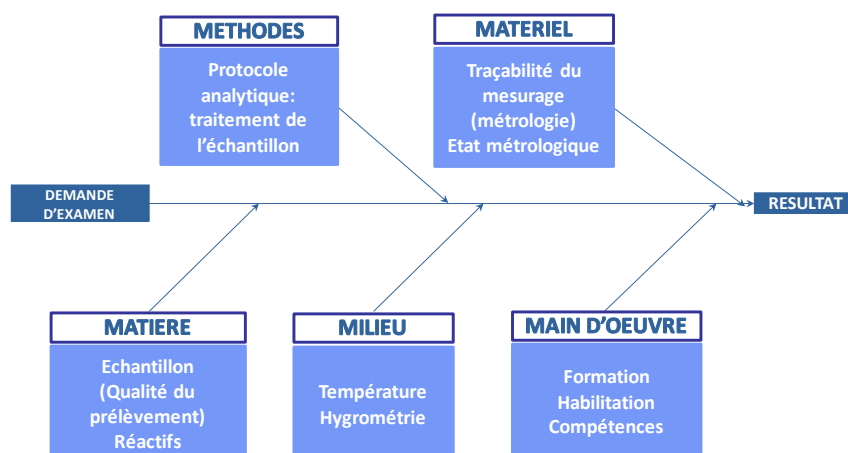 METHODES
Protocole
analytique:
traitement de
l'échantillon
MATERIEL
Traçabilité du
mesurage
(métrologie)
Etat métrologique
DEMANDE
D'EXAMEN
RESULTAT
MATIERE
Echantillon
(Qualité du
prélèvement)
Réactifs
MILIEU
Température
Hygrométrie
MAIN D'OEUVRE
Formation
Habilitation
Compétences